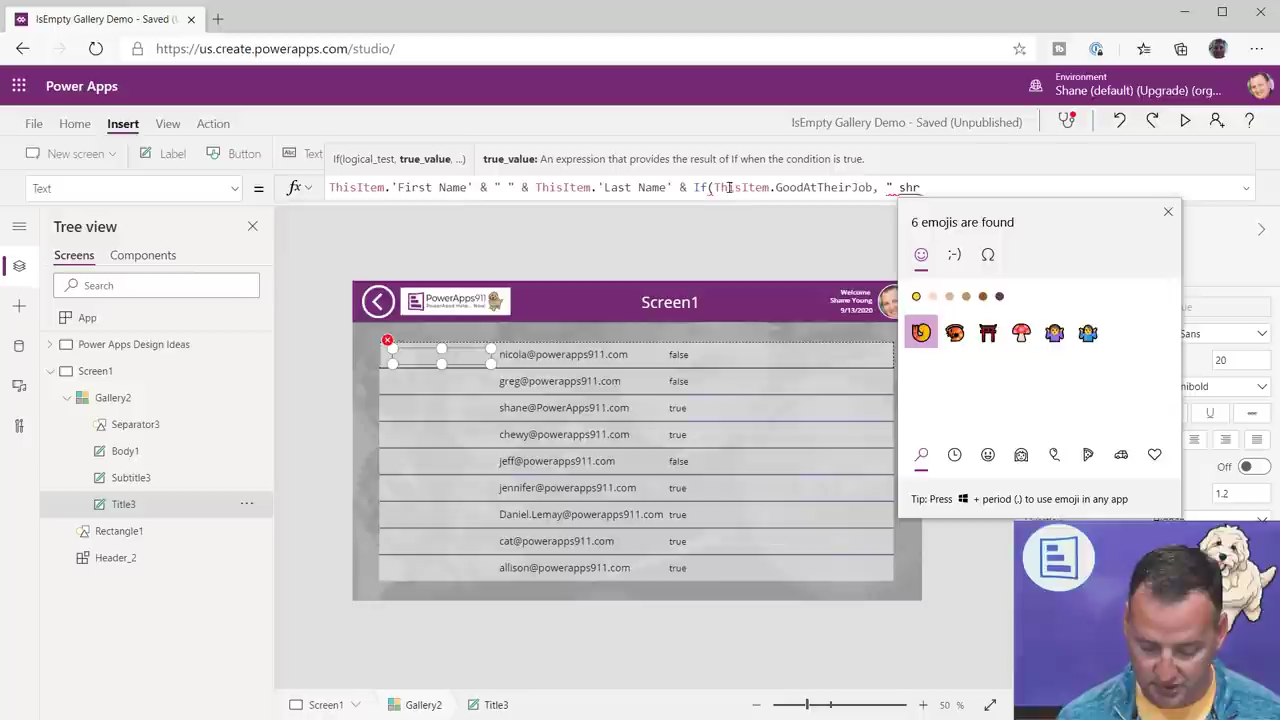 IsEmpty Gallery Demo - Saved (U
https://us.create.powerapps.com/studio/
Power Apps
Environment
Shane (default) (Upgrade) (org...
File
Home
Insert
View
Action
IsEmpty Gallery Demo - Saved (Unpublished)
New screen
Label
Button
Text
If(logical_test, true_value, ...)
true_value: An expression that provides the result of If when the condition is true.
Text
=
fx
ThisItem.'First Name' & " " & ThisItem.'Last Name' & If(ThisItem.GoodAtTheirJob, " shr
Tree view
Screens
Components
Search
App
Power Apps Design Ideas
Screen1
Gallery2
Separator3
Body1
Subtitle3
Title3
...
Rectangle1
Header_2
PowerApps911
PowerApps Help... Now!
Screen1
Welcome
Shane Young
9/13/2020
nicola@powerapps911.com false
greg@powerapps911.com false
shane@PowerApps911.com true
chewy@powerapps911.com true
jeff@powerapps911.com false
jennifer@powerapps911.com true
Daniel.Lemay@powerapps911.com true
cat@powerapps911.com true
allison@powerapps911.com true
6 emojis are found
;-)
Ω
Tip: Press + period (.) to use emoji in any app
Sans
20
U
Off
1.2
Screen1
Gallery2
Title3
50 %